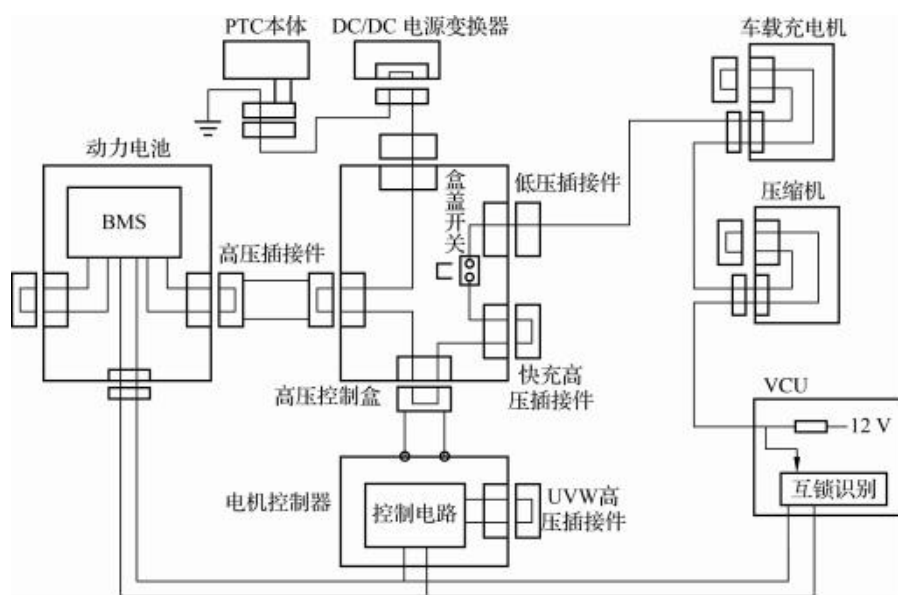 PTC本体
DC/DC 电源变换器
车载充电机
动力电池
BMS
高压插接件
盒盖开关
低压插接件
压缩机
高压控制盒
快充高
压插接件
VCU
12 V
互锁识别
电机控制器
控制电路
UVW高
压插接件